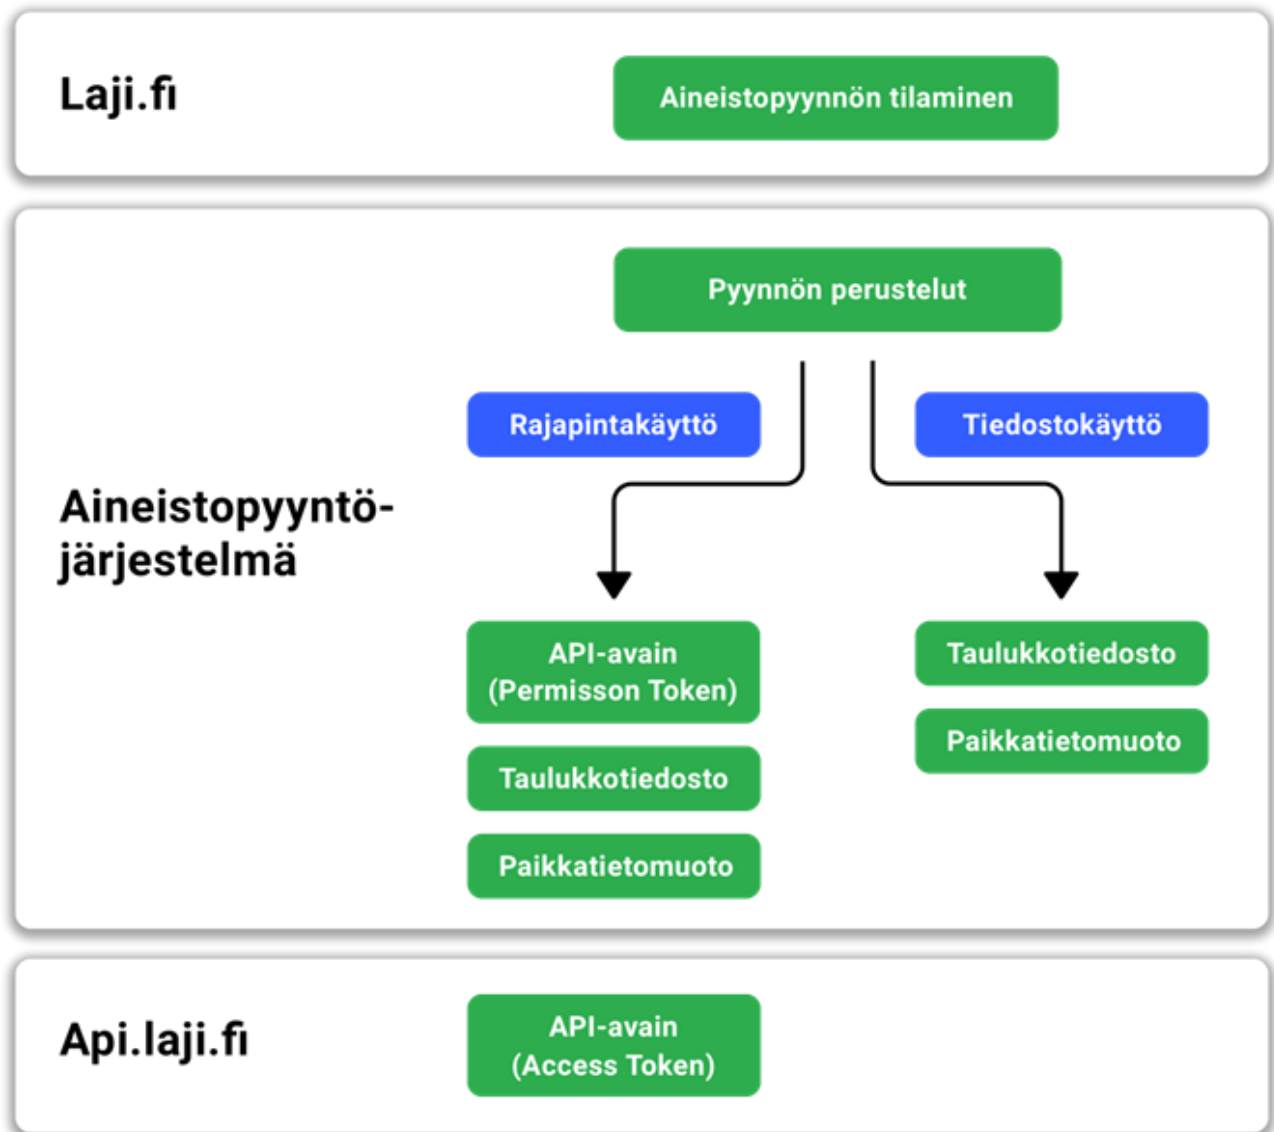 Laji.fi
Aineistopyynnön tilaminen
Pyynnön perustelut
Rajapintakäyttö
Tiedostokäyttö
Aineistopyyntö-
järjestelmä
API-avain
(Permisson Token)
Taulukkotiedosto
Paikkatietomuoto
Taulukkotiedosto
Paikkatietomuoto
Api.laji.fi
API-avain
(Access Token)